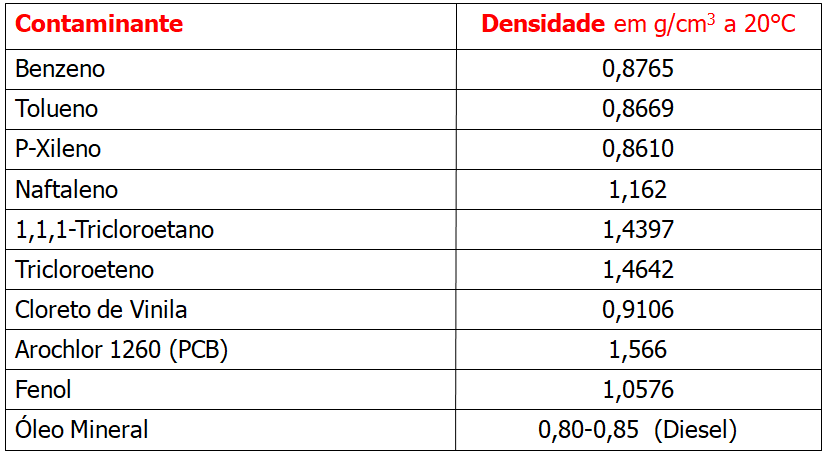 Contaminante Densidade em g/cm³ a 20°C
Benzeno 0,8765
Tolueno 0,8669
P-Xileno 0,8610
Naftaleno 1,162
1,1,1-Tricloroetano 1,4397
Tricloroeteno 1,4642
Cloreto de Vinila 0,9106
Arochlor 1260 (PCB) 1,566
Fenol 1,0576
Óleo Mineral 0,80-0,85 (Diesel)